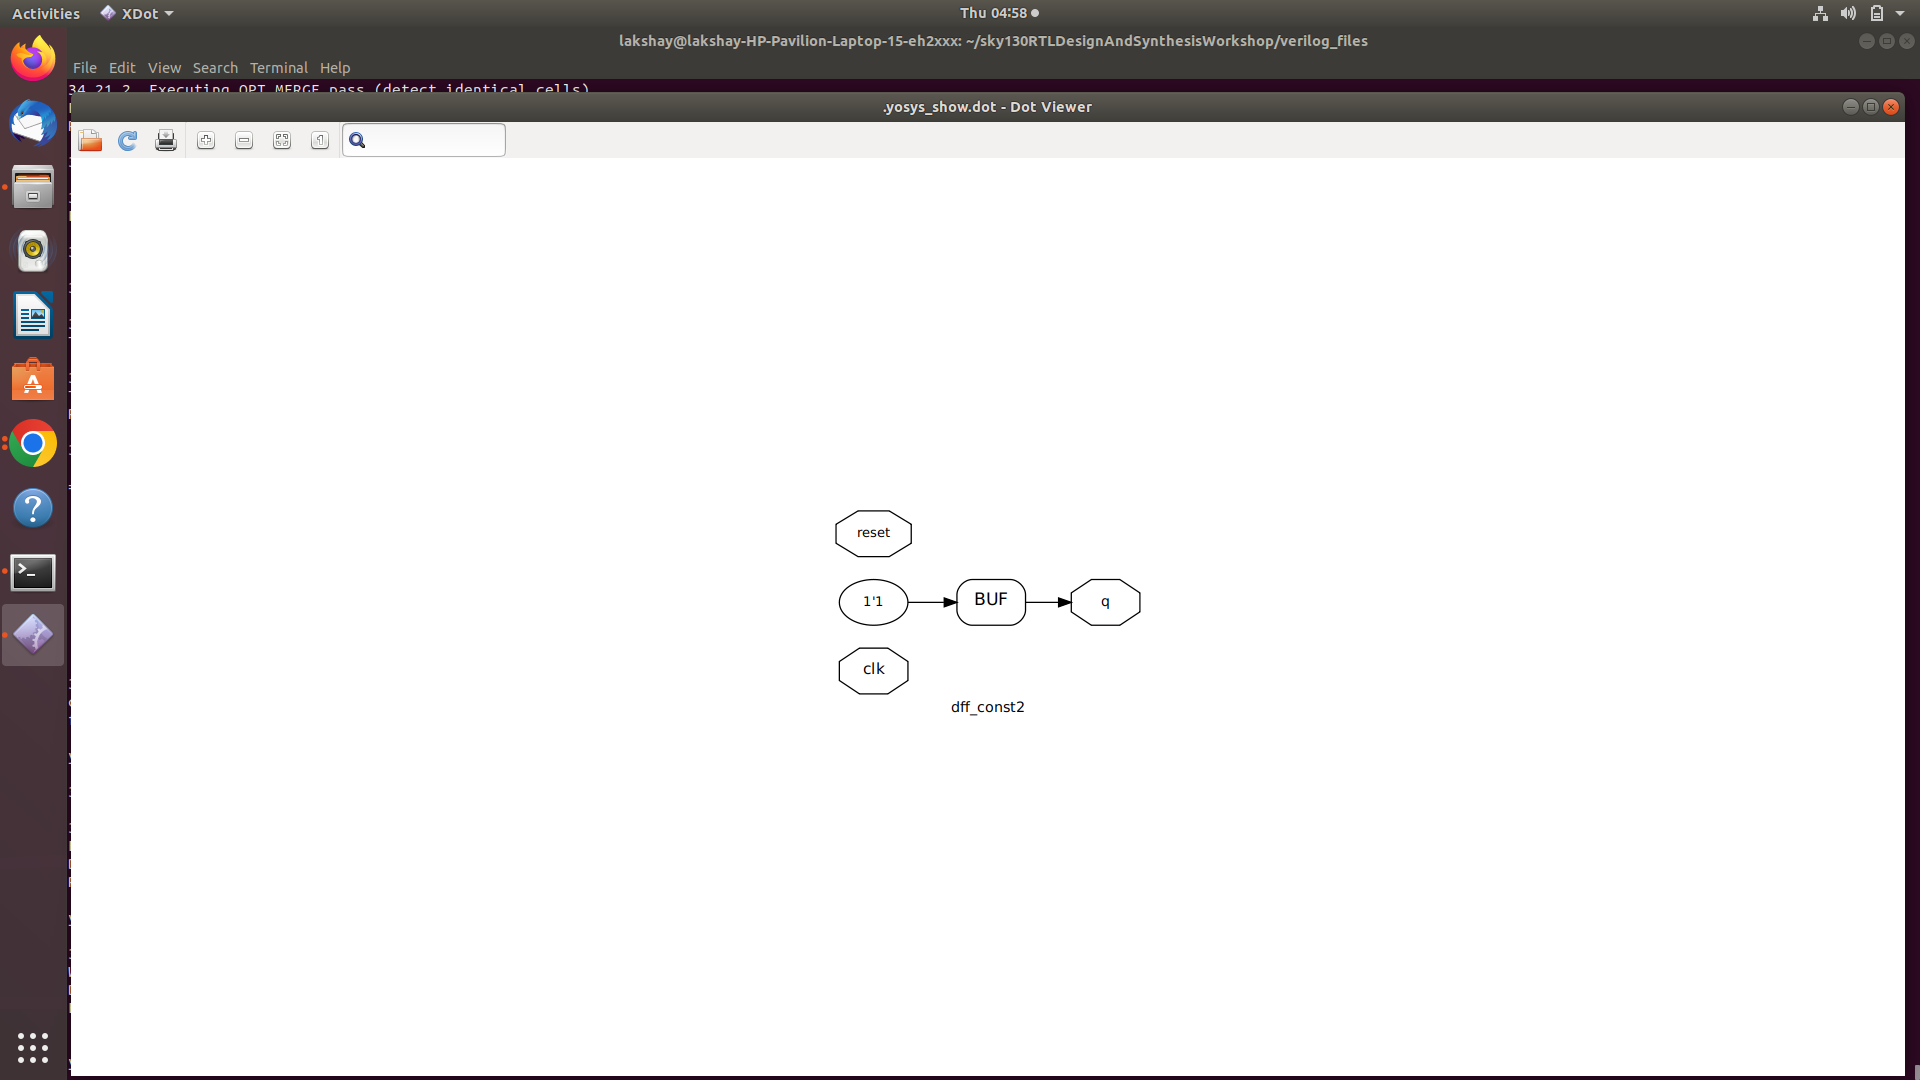 Activities XDot Thu 04:58
lakshay@lakshay-HP-Pavilion-Laptop-15-eh2xxx: ~/sky130RTLDesignAndSynthesisWorkshop/verilog_files
File Edit View Search Terminal Help
34.21.2. Executing OPT_MERGE pass (detect identical cells).
.yosys_show.dot - Dot Viewer
reset
1'1 BUF q
clk
dff_const2